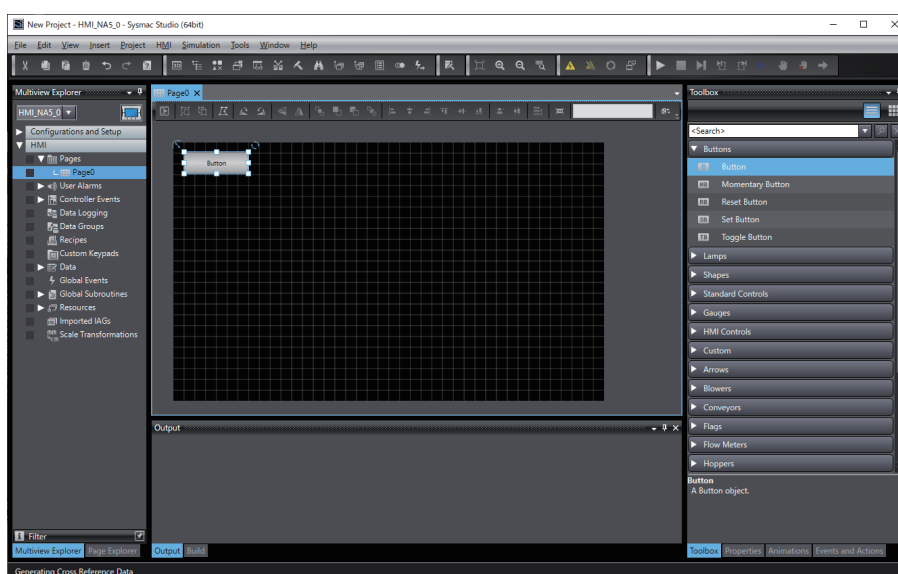 New Project - HMI_NA5_0 - Sysmac Studio (64bit)
File Edit View Insert Project HMI Simulation Tools Window Help
Multiview Explorer
HMI_NA5_0
Configurations and Setup
HMI
Pages
Page0
User Alarms
Controller Events
Data Logging
Data Groups
Recipes
Custom Keypads
Data
Global Events
Global Subroutines
Resources
Imported IAGs
Scale Transformations
Filter
Multiview Explorer Page Explorer
Page0
Button
Output
Output Build
Toolbox
<Search>
Buttons
Button
Momentary Button
Reset Button
Set Button
Toggle Button
Lamps
Shapes
Standard Controls
Gauges
HMI Controls
Custom
Arrows
Blowers
Conveyors
Flags
Flow Meters
Hoppers
Button
A Button object.
Toolbox Properties Animations Events and Actions
Generating Cross Reference Data